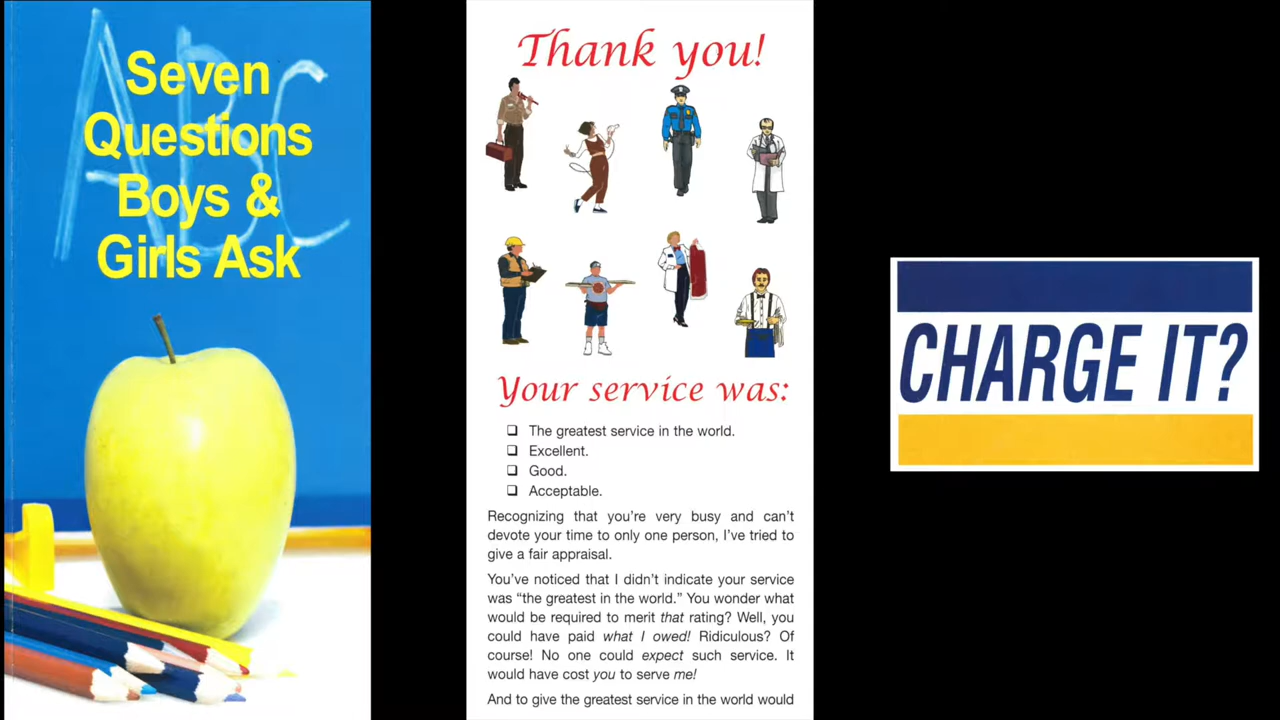 ABC
Seven
Questions
Boys &
Girls Ask
Thank you!
Your service was:
❑ The greatest service in the world.
❑ Excellent.
❑ Good.
❑ Acceptable.
Recognizing that you're very busy and can't
devote your time to only one person, I've tried to
give a fair appraisal.
You've noticed that I didn't indicate your service
was “the greatest in the world.” You wonder what
would be required to merit that rating? Well, you
could have paid what I owed! Ridiculous? Of
course! No one could expect such service. It
would have cost you to serve me!
And to give the greatest service in the world would
CHARGE IT?